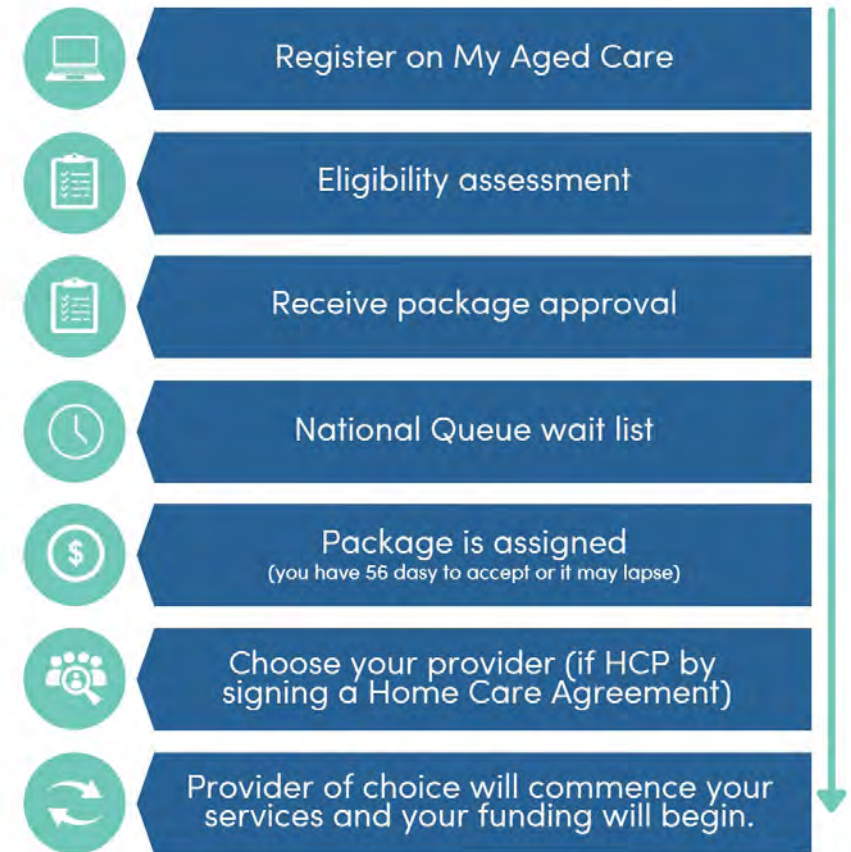 Register on My Aged Care
Eligibility assessment
Receive package approval
National Queue wait list
$
Package is assigned
(you have 56 dasy to accept or it may lapse)
Choose your provider (if HCP by
signing a Home Care Agreement)
Provider of choice will commence your
services and your funding will begin.